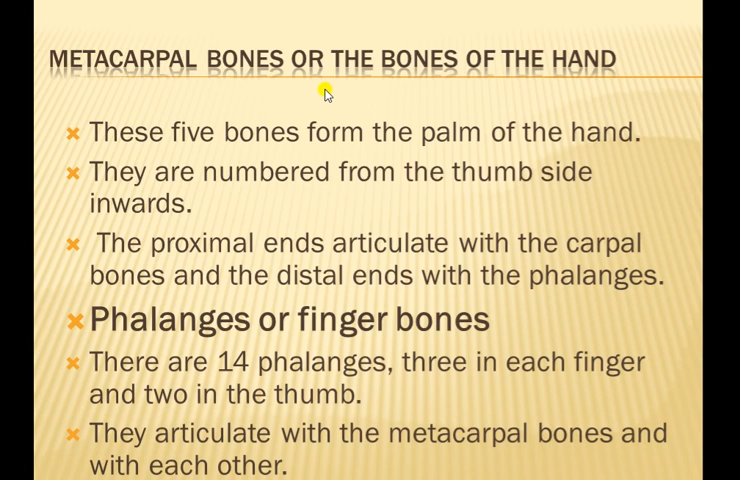 METACARPAL BONES OR THE BONES OF THE HAND
These five bones form the palm of the hand.
They are numbered from the thumb side
inwards.
The proximal ends articulate with the carpal
bones and the distal ends with the phalanges.
Phalanges or finger bones
There are 14 phalanges, three in each finger
and two in the thumb.
They articulate with the metacarpal bones and
with each other.